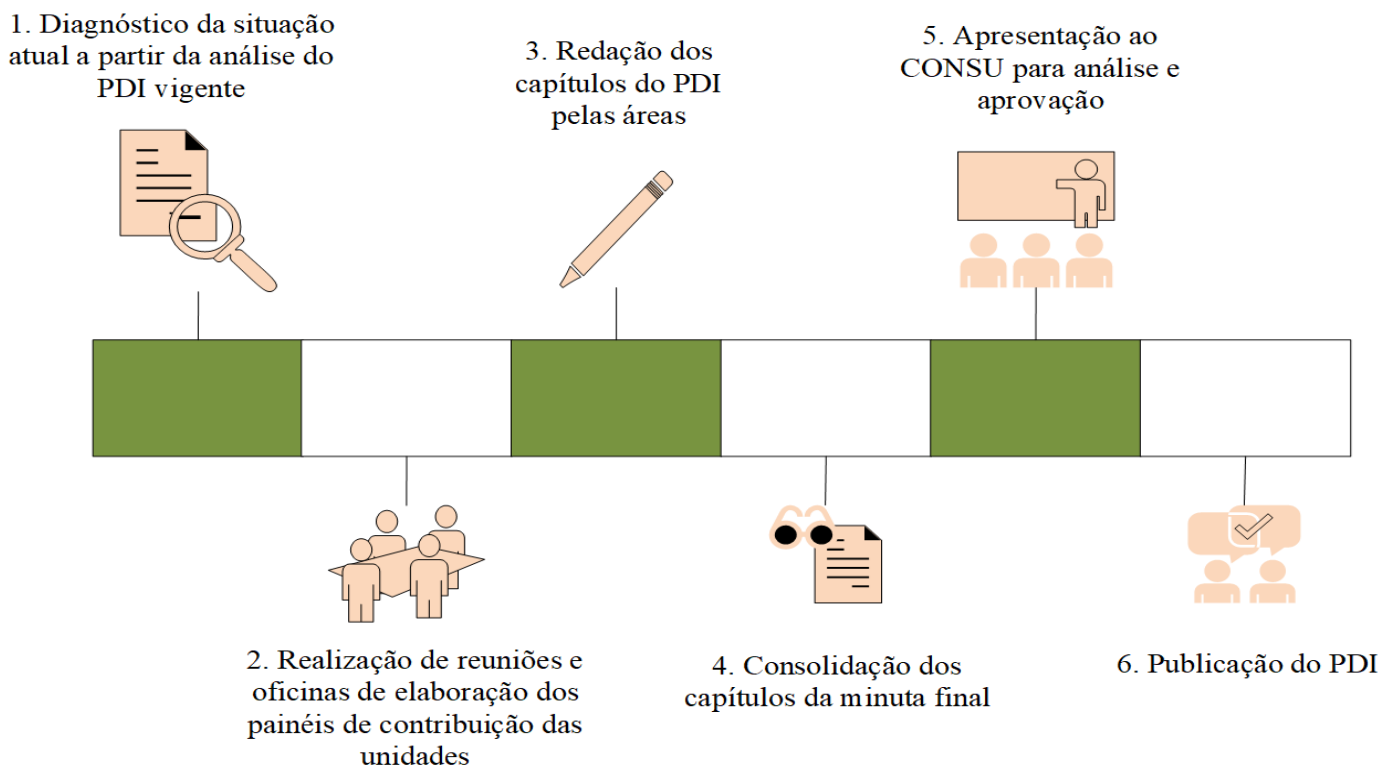 1. Diagnóstico da situação
atual a partir da análise do
PDI vigente
2. Realização de reuniões e
oficinas de elaboração dos
painéis de contribuição das
unidades
3. Redação dos
capítulos do PDI
pelas áreas
4. Consolidação dos
capítulos da minuta final
5. Apresentação ao
CONSU para análise e
aprovação
6. Publicação do PDI